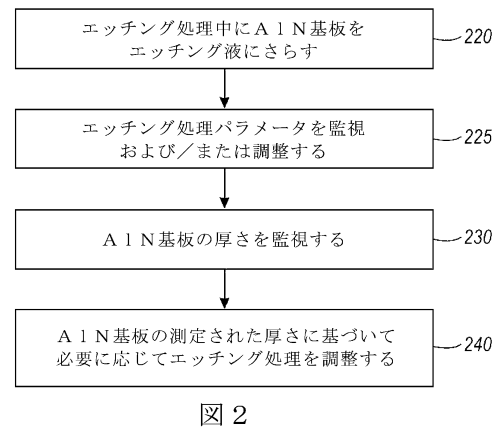 エッチング処理中にAlN基板を
エッチング液にさらす
220
エッチング処理パラメータを監視
および/または調整する
225
AlN基板の厚さを監視する
230
AlN基板の測定された厚さに基づいて
必要に応じてエッチング処理を調整する
240
図2